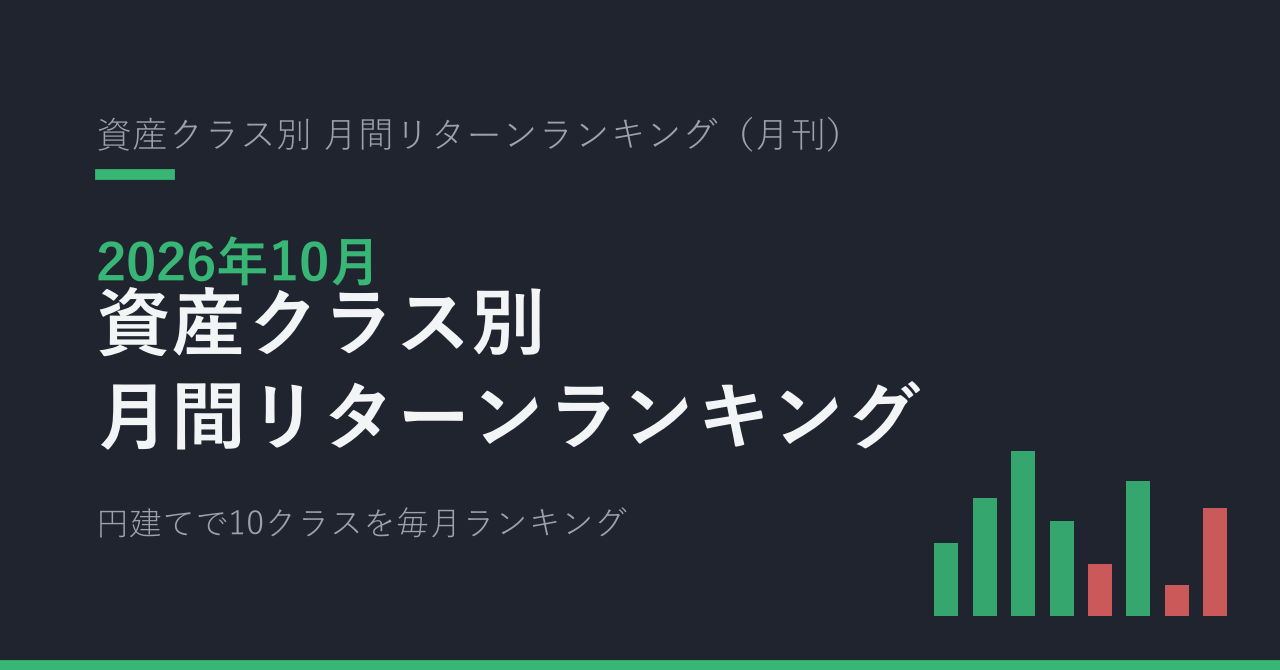 資産クラス別 月間リターンランキング（月刊）
2026年10月
資産クラス別
月間リターンランキング
円建てで10クラスを毎月ランキング